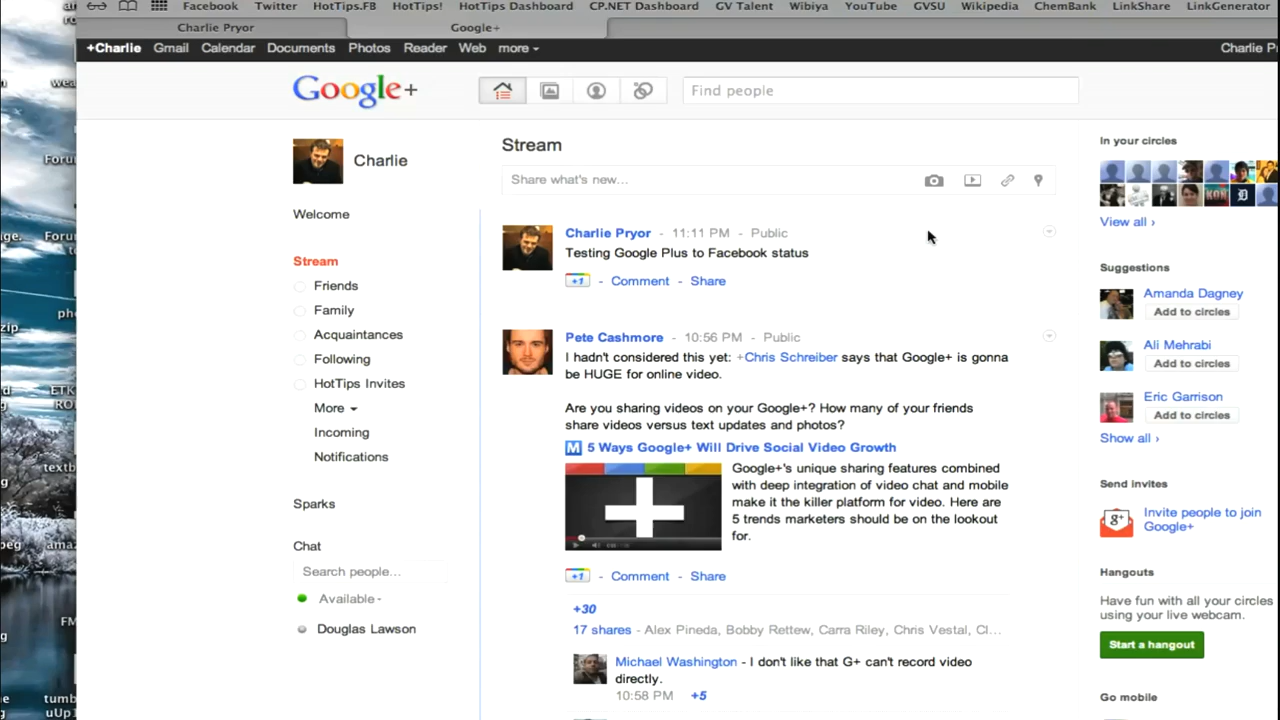 Facebook Twitter HotTips.FB HotTips! HotTips Dashboard CP.NET Dashboard GV Talent Wibiya YouTube GVSU Wikipedia ChemBank LinkShare LinkGenerator
Charlie Pryor Google+
+Charlie Gmail Calendar Documents Photos Reader Web more
Google+
Find people
Charlie
Welcome
Stream
Friends
Family
Acquaintances
Following
HotTips Invites
More
Incoming
Notifications
Sparks
Chat
Search people...
Available -
Douglas Lawson
Stream
Share what's new...
Charlie Pryor - 11:11 PM - Public
Testing Google Plus to Facebook status
+1 - Comment - Share
Pete Cashmore - 10:56 PM - Public
I hadn't considered this yet: +Chris Schreiber says that Google+ is gonna
be HUGE for online video.
Are you sharing videos on your Google+? How many of your friends
share videos versus text updates and photos?
M 5 Ways Google+ Will Drive Social Video Growth
Google+'s unique sharing features combined
with deep integration of video chat and mobile
make it the killer platform for video. Here are
5 trends marketers should be on the lookout
for.
+1 - Comment - Share
+30
17 shares - Alex Pineda, Bobby Rettew, Carra Riley, Chris Vestal, Cl...
Michael Washington - I don't like that G+ can't record video
directly.
10:58 PM +5
In your circles
View all ›
Suggestions
Amanda Dagney
Add to circles
Ali Mehrabi
Add to circles
Eric Garrison
Add to circles
Show all ›
Send invites
g+
Invite people to join
Google+
Hangouts
Have fun with all your circles
using your live webcam.
Start a hangout
Go mobile